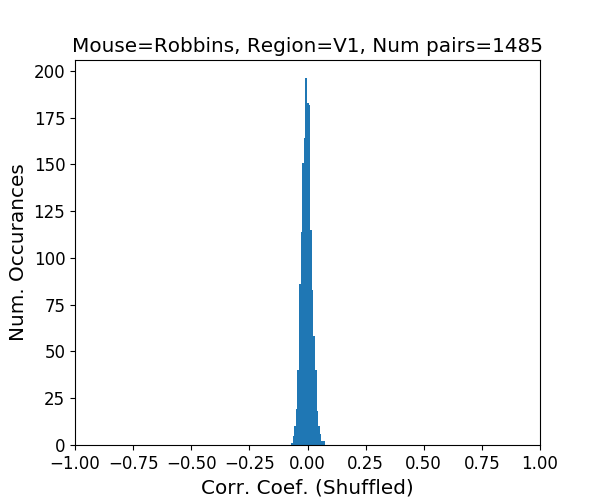 Mouse=Robbins, Region=V1, Num pairs=1485
200
175
150
125
100
75
50
25
0
Num. Occurances
−1.00 −0.75 −0.50 −0.25 0.00 0.25 0.50 0.75 1.00
Corr. Coef. (Shuffled)